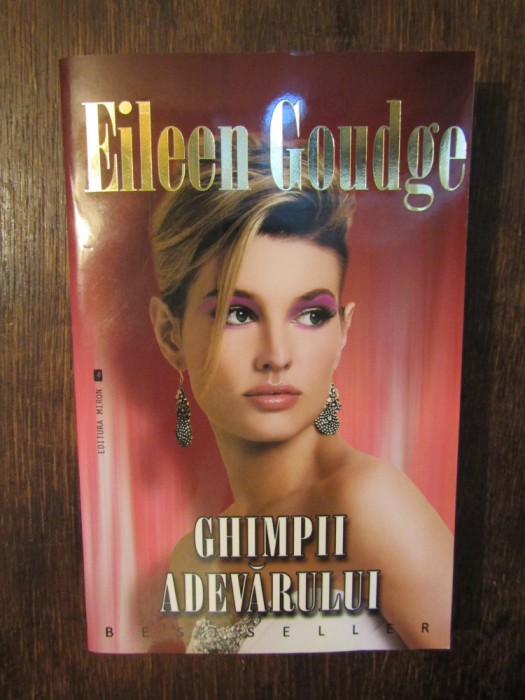 Eileen Goudge
EDITURA MIRON
GHIMPII
ADEVĂRULUI
BESTSELLER